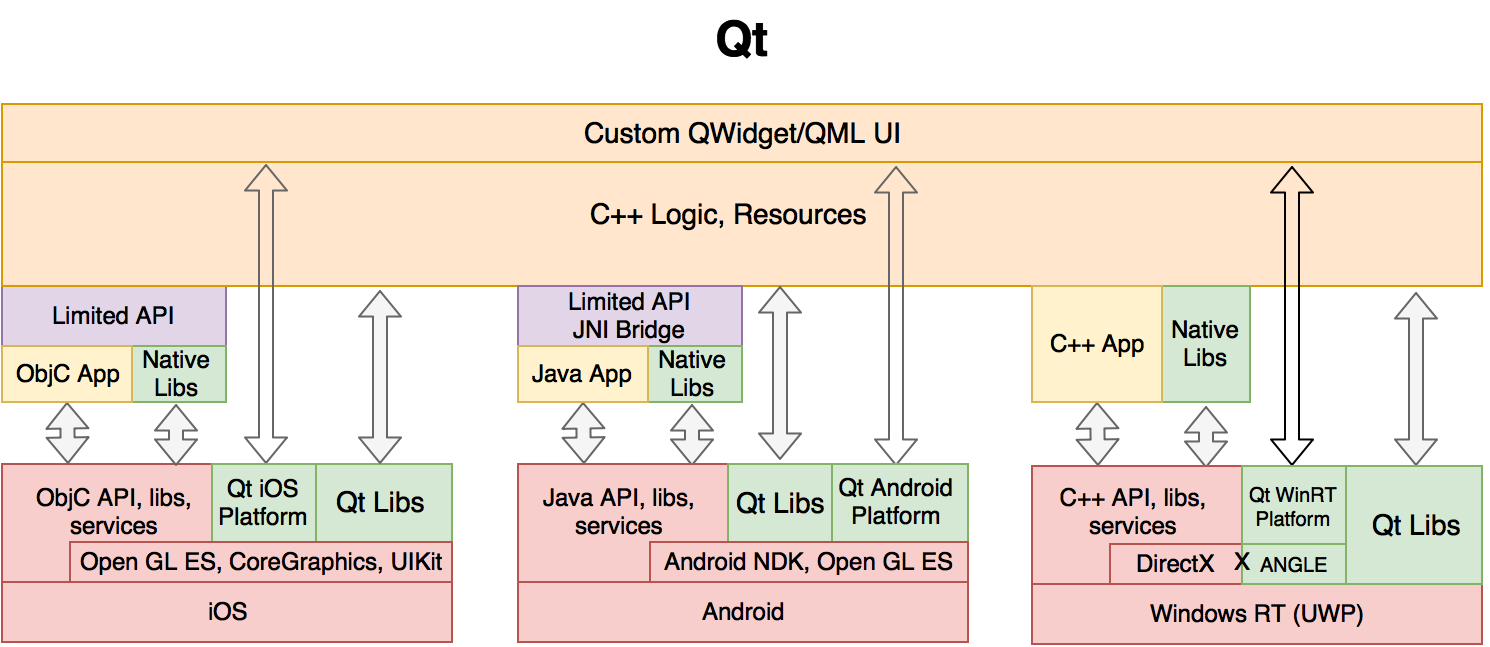 Qt
Custom QWidget/QML UI
C++ Logic, Resources
Limited API
ObjC App
Native
Libs
ObjC API, libs,
services
Qt iOS
Platform
Qt Libs
Open GL ES, CoreGraphics, UIKit
iOS
Limited API
JNI Bridge
Java App
Native
Libs
Java API, libs,
services
Qt Libs
Qt Android
Platform
Android NDK, Open GL ES
Android
C++ App
Native
Libs
C++ API, libs,
services
Qt WinRT
Platform
Qt Libs
DirectX
X
ANGLE
Windows RT (UWP)